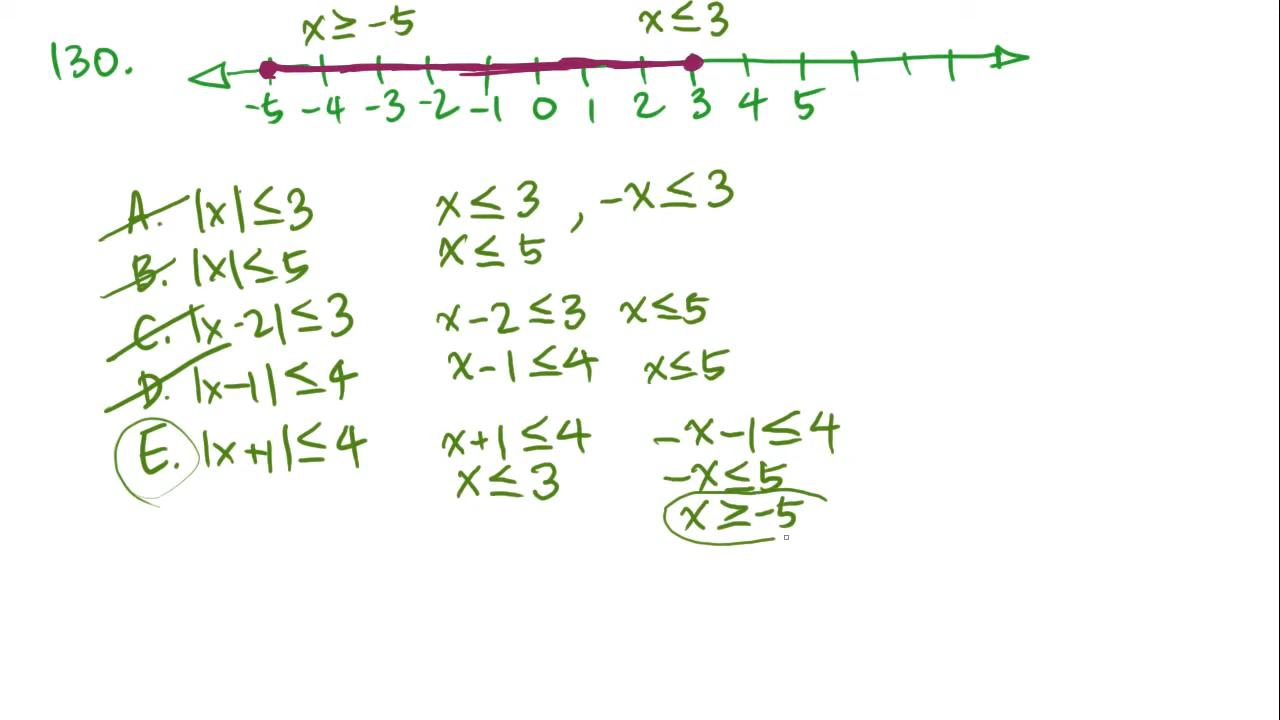 x ≥ -5 x ≤ 3
130.
-5 -4 -3 -2 -1 0 1 2 3 4 5
A. |x| ≤ 3 x ≤ 3 , -x ≤ 3
B. |x| ≤ 5 x ≤ 5
C. |x - 2| ≤ 3 x - 2 ≤ 3 x ≤ 5
D. |x - 1| ≤ 4 x - 1 ≤ 4 x ≤ 5
E. |x + 1| ≤ 4 x + 1 ≤ 4 -x - 1 ≤ 4
x ≤ 3 -x ≤ 5
x ≥ -5